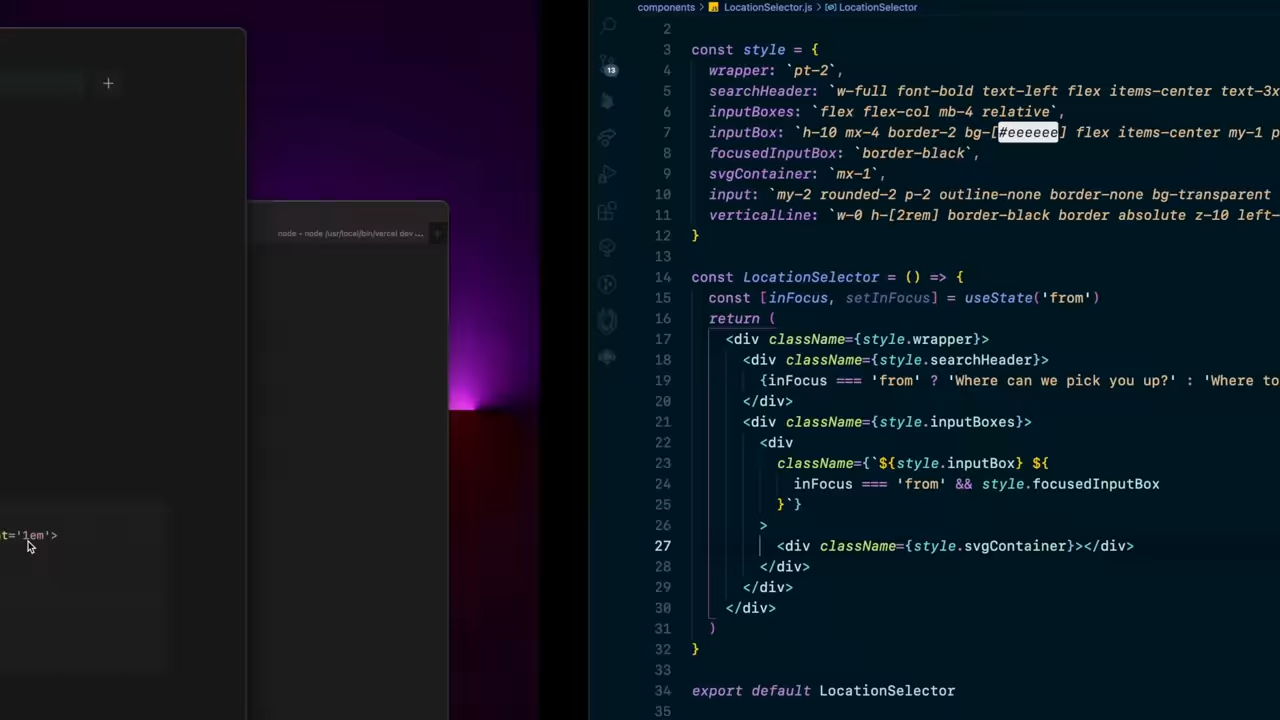 components > LocationSelector.js > LocationSelector
13
node - node /usr/local/bin/vercel dev ...
t='1em'>
2
3 const style = {
4 wrapper: `pt-2`,
5 searchHeader: `w-full font-bold text-left flex items-center text-3x
6 inputBoxes: `flex flex-col mb-4 relative`,
7 inputBox: `h-10 mx-4 border-2 bg-[#eeeeee] flex items-center my-1 p
8 focusedInputBox: `border-black`,
9 svgContainer: `mx-1`,
10 input: `my-2 rounded-2 p-2 outline-none border-none bg-transparent
11 verticalLine: `w-0 h-[2rem] border-black border absolute z-10 left-
12 }
13
14 const LocationSelector = () => {
15 const [inFocus, setInFocus] = useState('from')
16 return (
17 <div className={style.wrapper}>
18 <div className={style.searchHeader}>
19 {inFocus === 'from' ? 'Where can we pick you up?' : 'Where to
20 </div>
21 <div className={style.inputBoxes}>
22 <div
23 className={`${style.inputBox} ${
24 inFocus === 'from' && style.focusedInputBox
25 }`}
26 >
27 <div className={style.svgContainer}></div>
28 </div>
29 </div>
30 </div>
31 )
32 }
33
34 export default LocationSelector
35